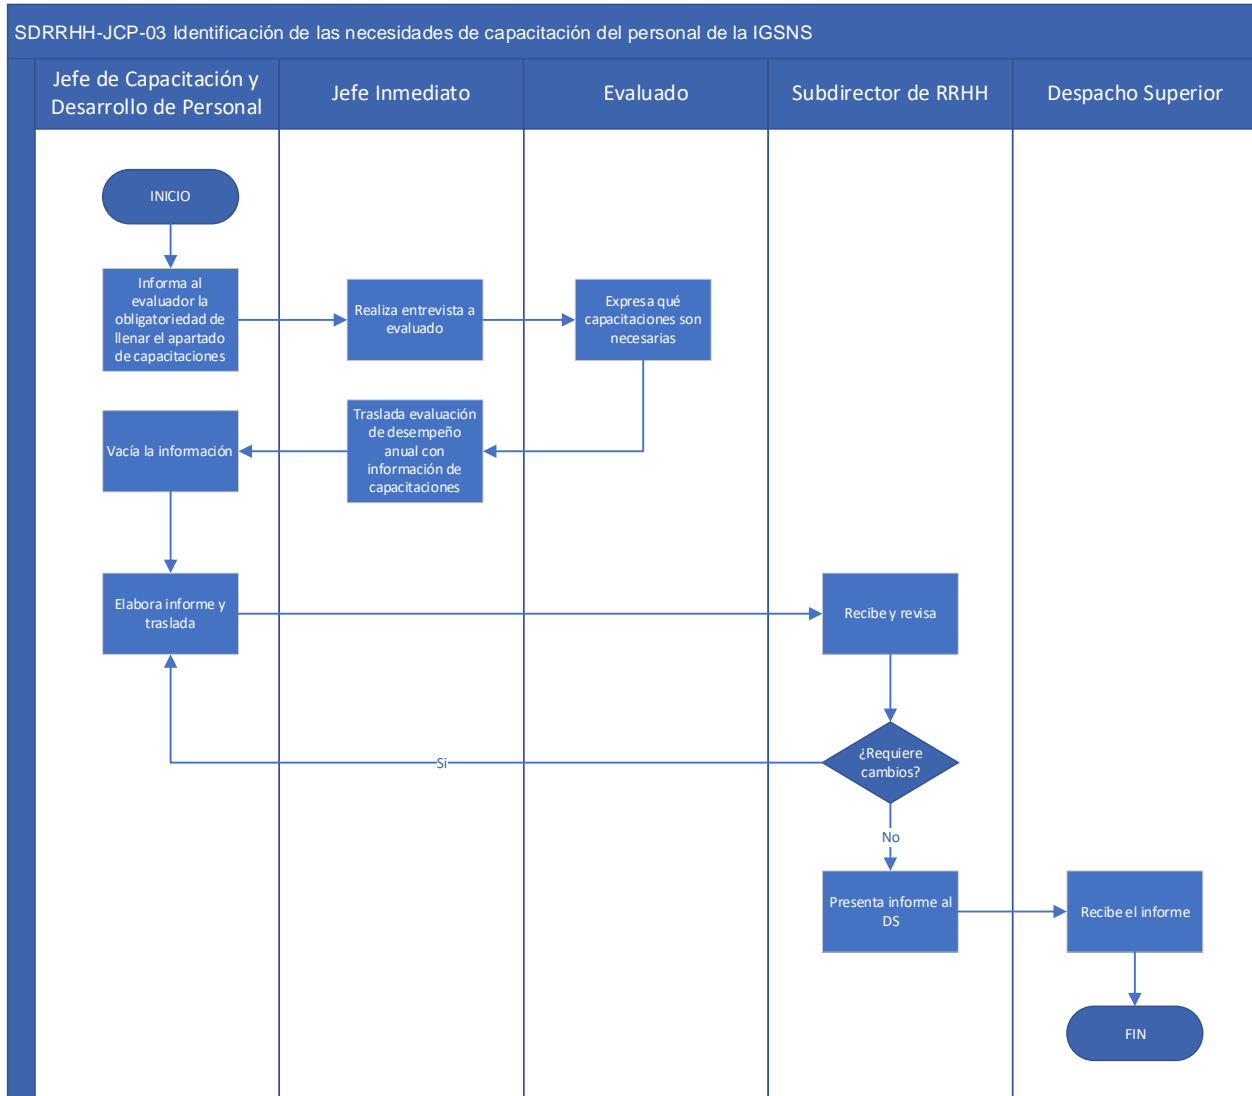 SDRRHH-JCP-03 Identificación de las necesidades de capacitación del personal de la IGSNS
Jefe de Capacitación y
Desarrollo de Personal
Jefe Inmediato
Evaluado
Subdirector de RRHH
Despacho Superior
INICIO
Informa al
evaluador la
obligatoriedad de
llenar el apartado
de capacitaciones
Realiza entrevista a
evaluado
Expresa qué
capacitaciones son
necesarias
Traslada evaluación
de desempeño
anual con
información de
capacitaciones
Vacía la información
Elabora informe y
traslada
Recibe y revisa
¿Requiere
cambios?
Si
No
Presenta informe al
DS
Recibe el informe
FIN